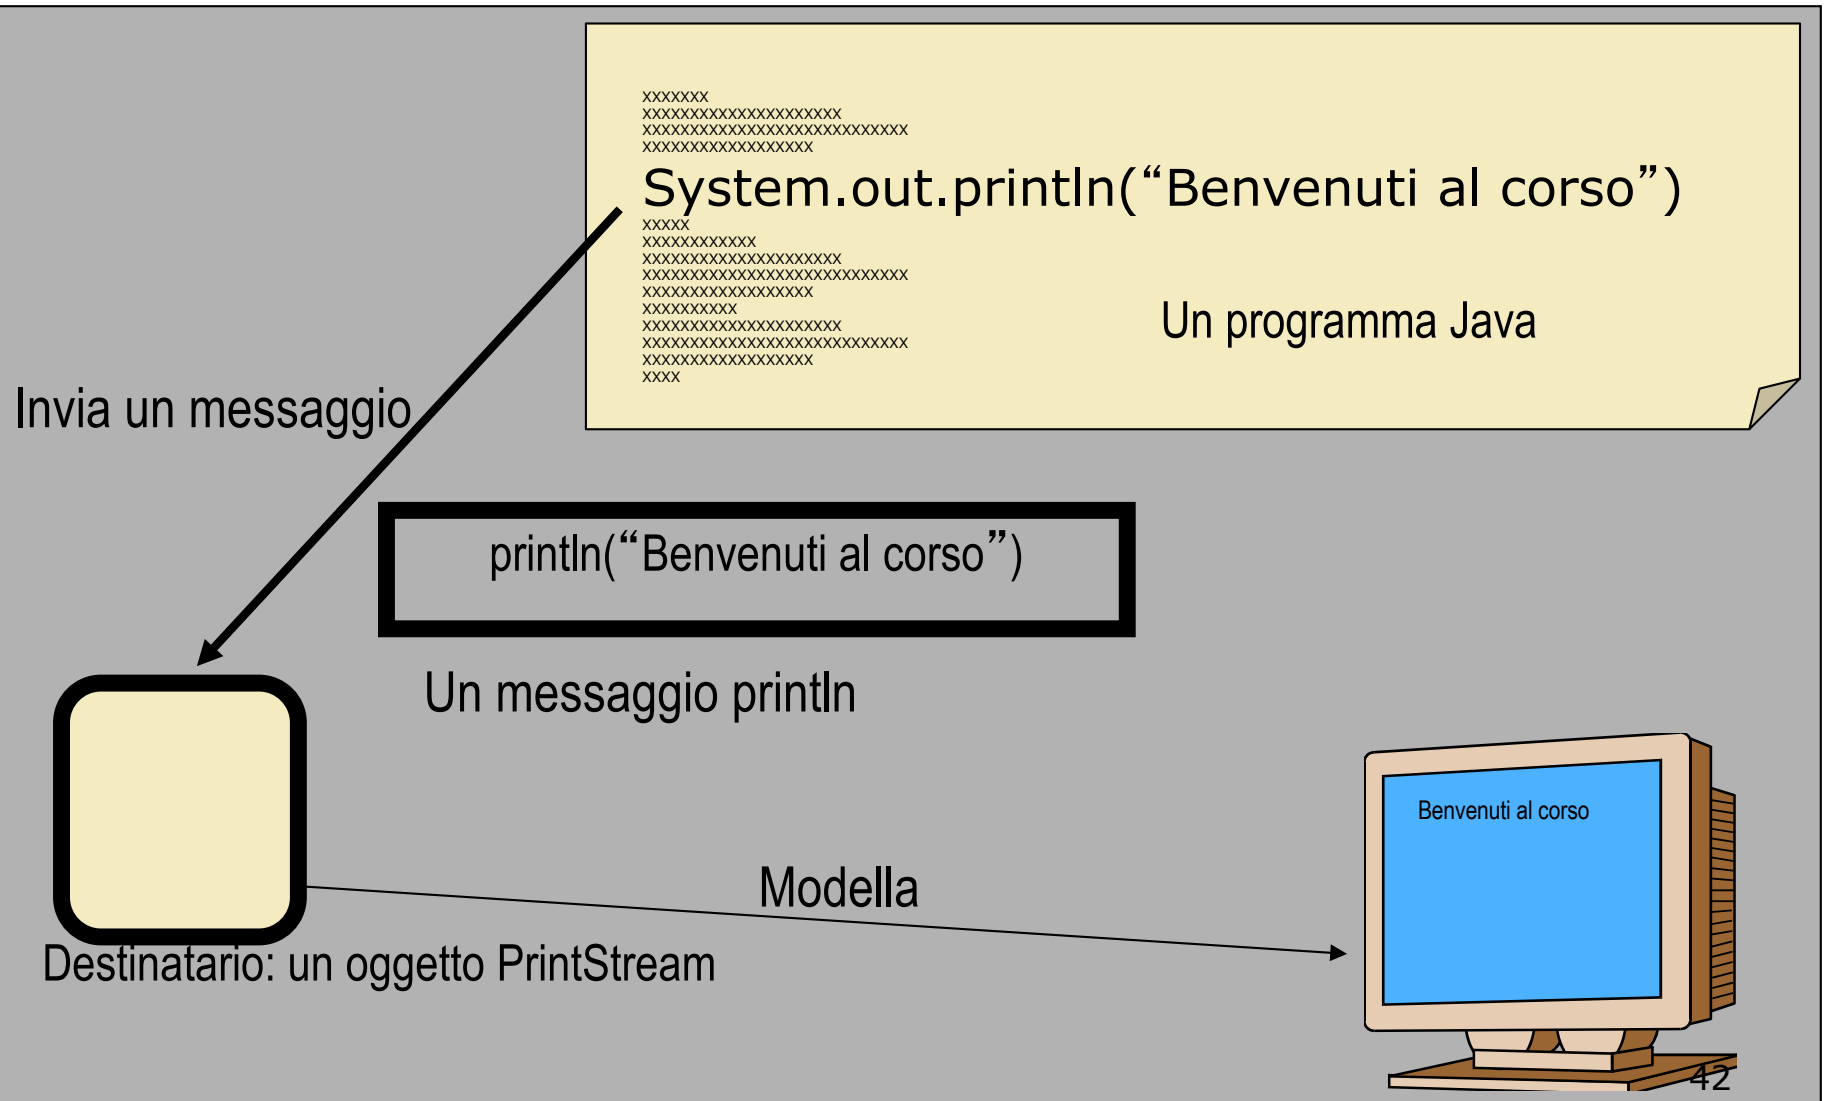 xxxxxxx
xxxxxxxxxxxxxxxxxxxxx
xxxxxxxxxxxxxxxxxxxxxxxxxxxx
xxxxxxxxxxxxxxxxxx
System.out.println(“Benvenuti al corso”)
xxxxx
xxxxxxxxxxxx
xxxxxxxxxxxxxxxxxxxxx
xxxxxxxxxxxxxxxxxxxxxxxxxxxx
xxxxxxxxxxxxxxxxxx
xxxxxxxxxx
xxxxxxxxxxxxxxxxxxxxx
xxxxxxxxxxxxxxxxxxxxxxxxxxxx
xxxxxxxxxxxxxxxxxx
xxxx
Un programma Java
Invia un messaggio
println(“Benvenuti al corso”)
Un messaggio println
Benvenuti al corso
Modella
Destinatario: un oggetto PrintStream
42